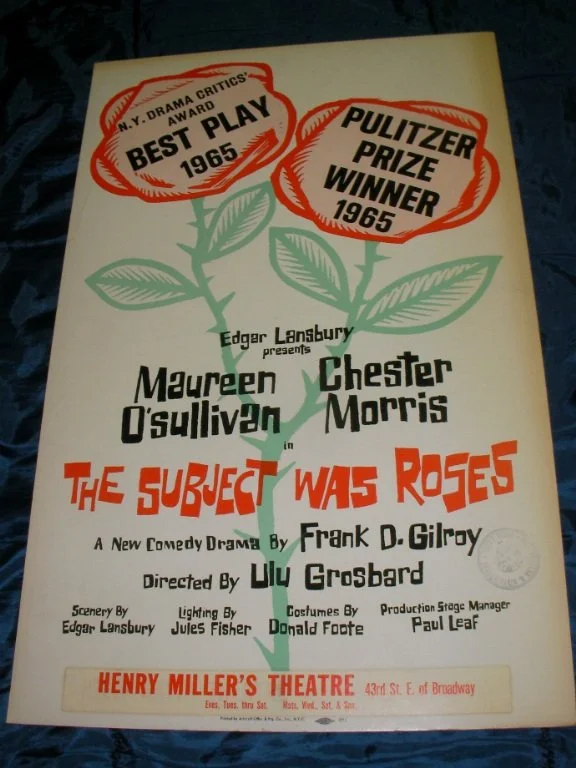 N.Y. DRAMA CRITICS'
AWARD
BEST PLAY
1965
PULITZER
PRIZE
WINNER
1965
Edgar Lansbury
presents
Maureen O'sullivan
Chester Morris
in
THE SUBJECT WAS ROSES
A New Comedy Drama By Frank D. Gilroy
Directed By Ulu Grosbard
Scenery By
Edgar Lansbury
Lighting By
Jules Fisher
Costumes By
Donald Foote
Production Stage Manager
Paul Leaf
HENRY MILLER'S THEATRE 43rd St. E. of Broadway
Eves. Tues. thru Sat. Mats. Wed., Sat. & Sun.